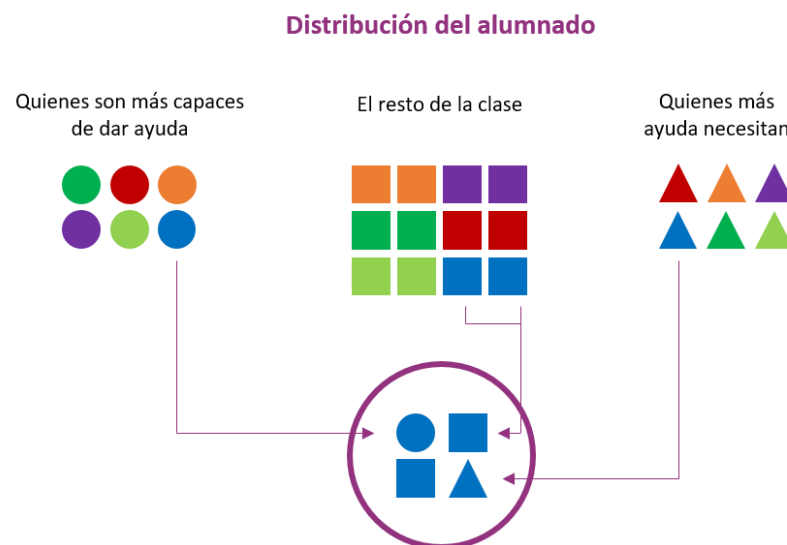 Distribución del alumnado
Quienes son más capaces
de dar ayuda
El resto de la clase
Quienes más
ayuda necesitan